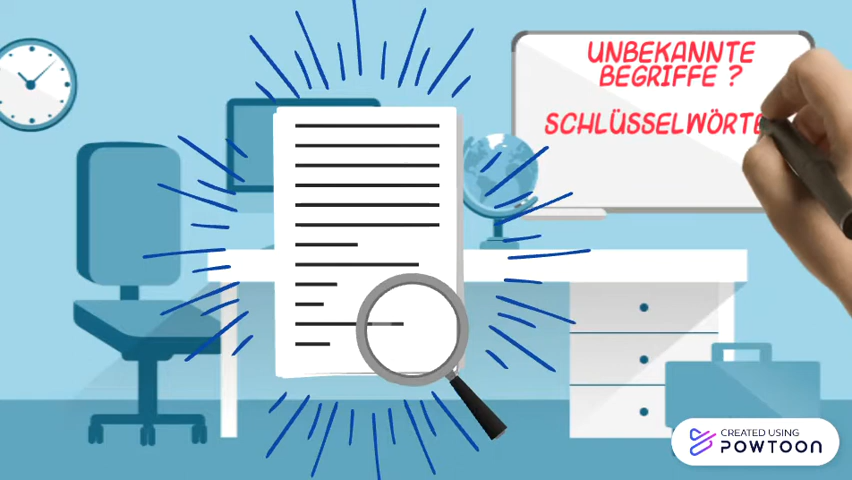 UNBEKANNTE
BEGRIFFE ?
SCHLÜSSELWÖRTE
CREATED USING
POWTOON